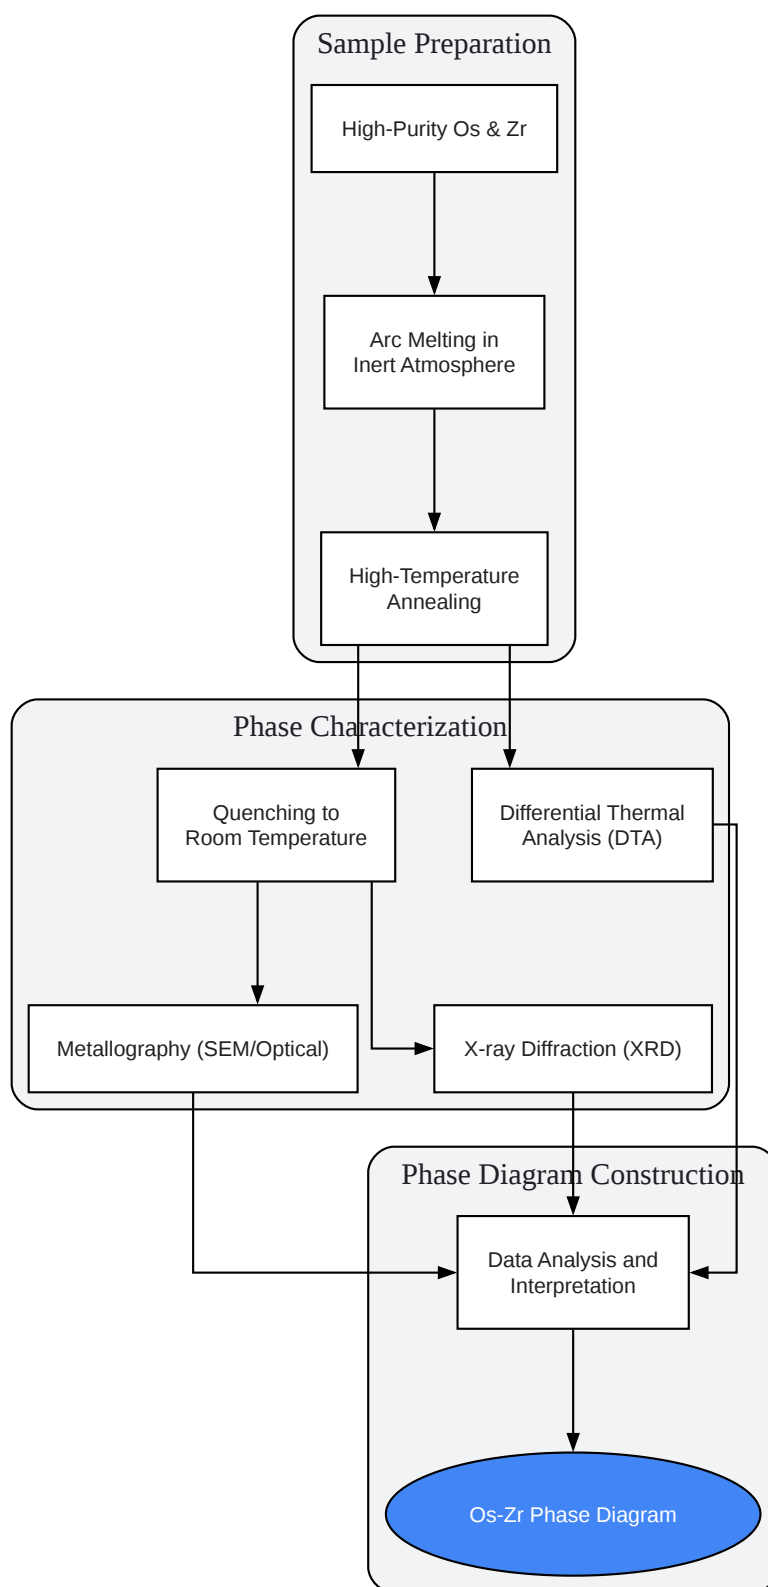 Sample Preparation
High-Purity Os & Zr
Arc Melting in
Inert Atmosphere
High-Temperature
Annealing
Phase Characterization
Quenching to
Room Temperature
Differential Thermal
Analysis (DTA)
Metallography (SEM/Optical)
X-ray Diffraction (XRD)
Phase Diagram Construction
Data Analysis and
Interpretation
Os-Zr Phase Diagram